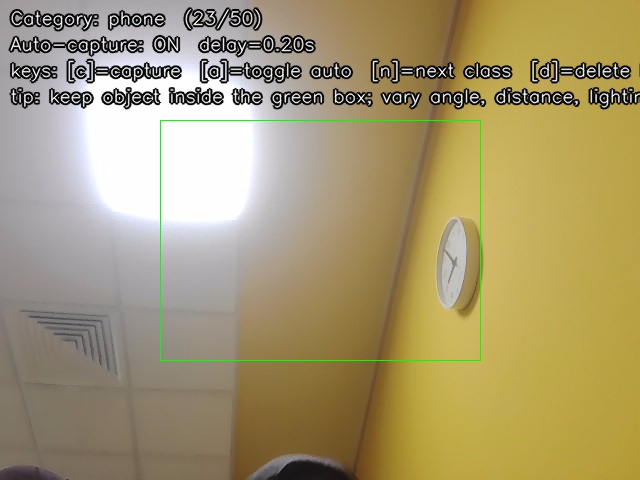 Category: phone  (23/50)
Auto-capture: ON  delay=0.20s
keys: [c]=capture  [a]=toggle auto  [n]=next class  [d]=delete
tip: keep object inside the green box; vary angle, distance, lightin